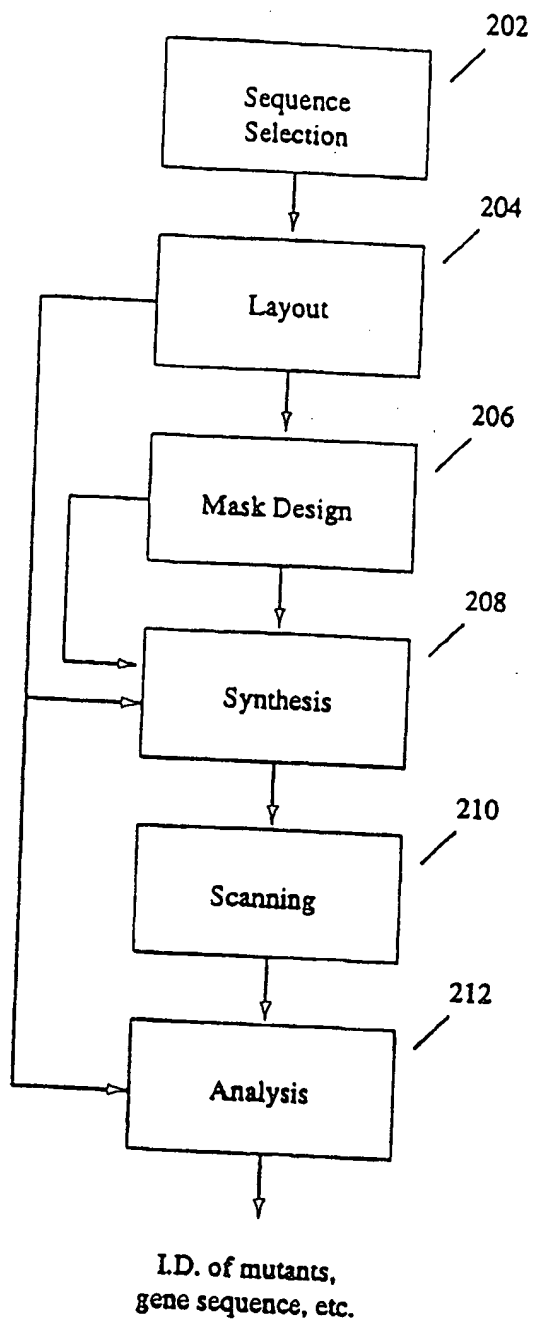 202
Sequence
Selection
204
Layout
206
Mask Design
208
Synthesis
210
Scanning
212
Analysis
I.D. of mutants,
gene sequence, etc.